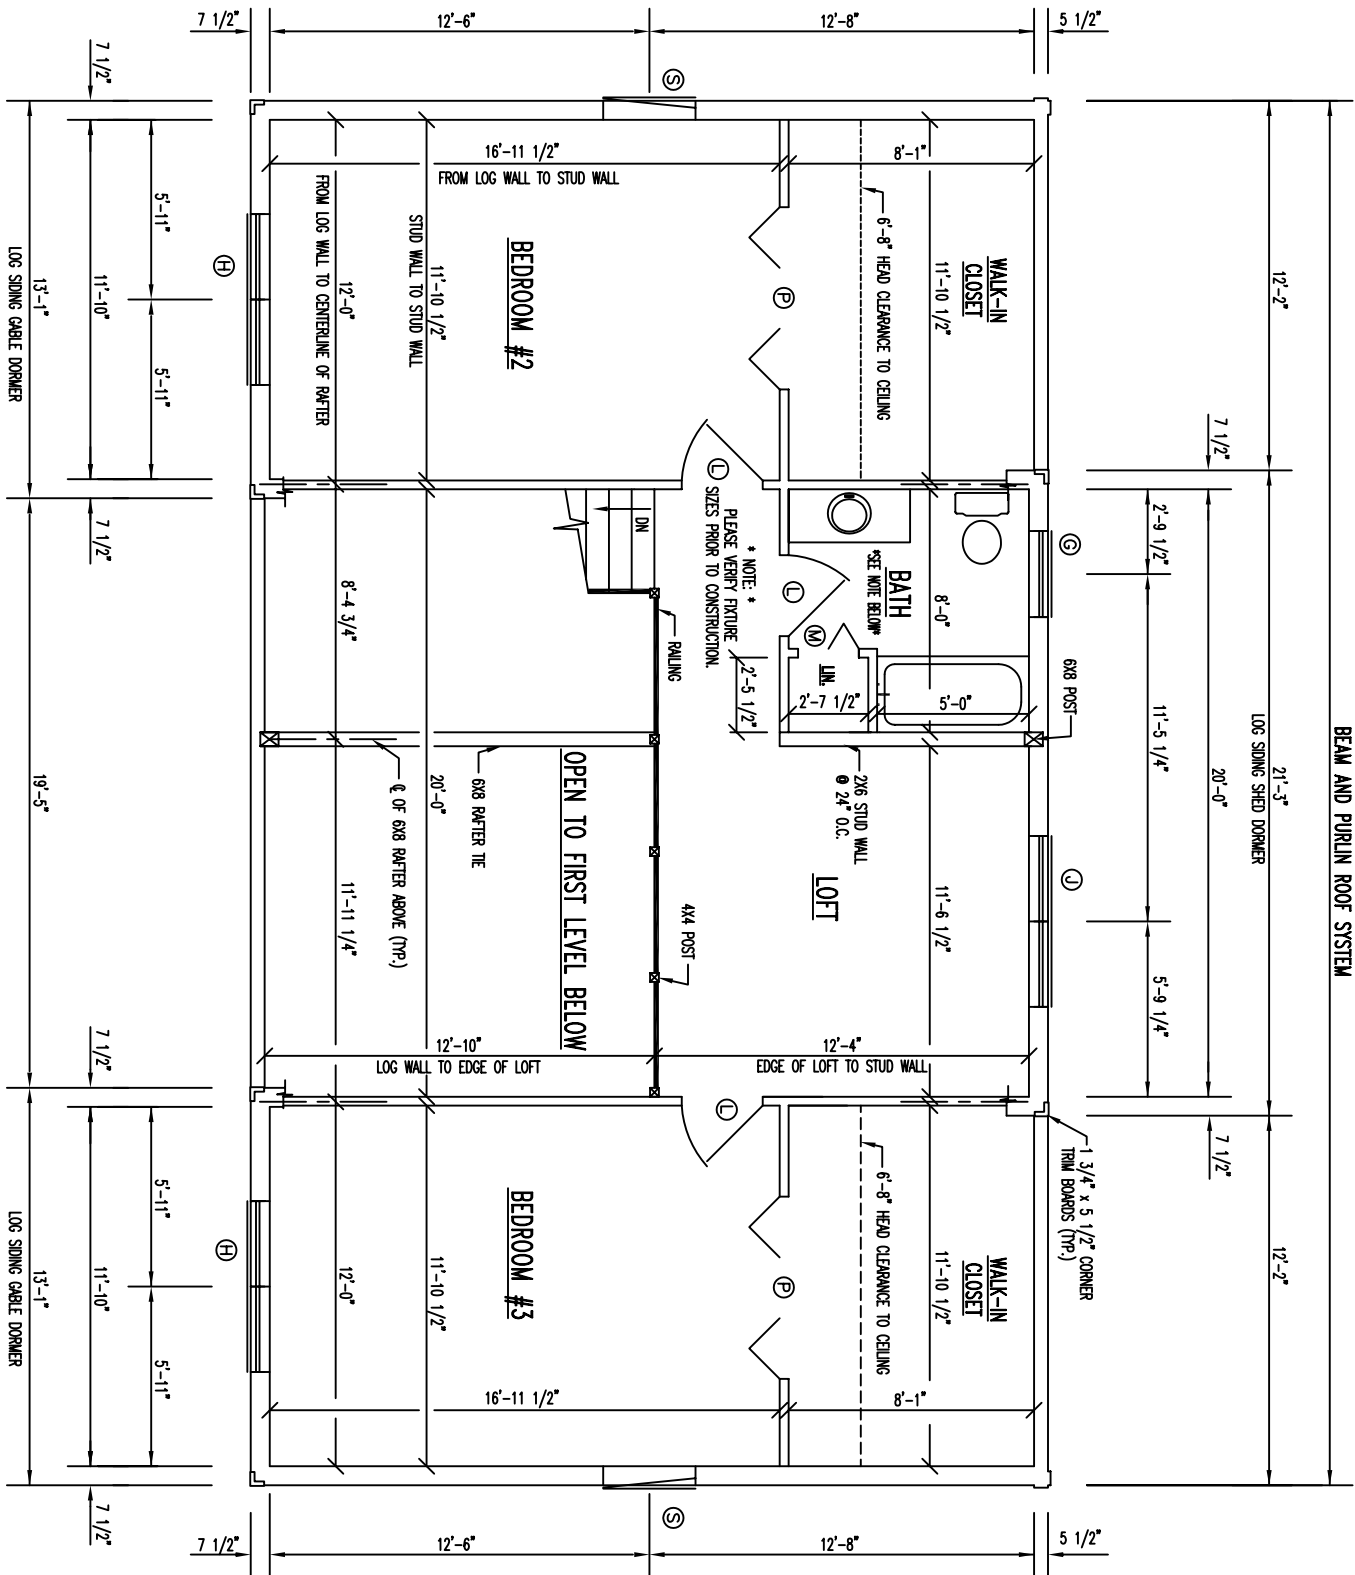 BEAM AND PURLIN ROOF SYSTEM
12'-2"
21'-3"
12'-2"
LOG SIDING SHED DORMER
7 1/2"
20'-0"
7 1/2"
2'-9 1/2"
11'-5 1/4"
5'-9 1/4"
1 3/4" x 5 1/2" CORNER
TRIM BOARDS (TYP.)
G
6X8 POST
J
5 1/2"
5 1/2"
12'-8"
12'-8"
12'-6"
12'-6"
7 1/2"
7 1/2"
S
S
WALK-IN
CLOSET
11'-10 1/2"
8'-1"
6'-8" HEAD CLEARANCE TO CEILING
P
BATH
*SEE NOTE BELOW*
8'-0"
5'-0"
LIN.
2'-7 1/2"
2'-5 1/2"
M
L
L
* NOTE: *
PLEASE VERIFY FIXTURE
SIZES PRIOR TO CONSTRUCTION.
2X6 STUD WALL
@ 24" O.C.
LOFT
11'-6 1/2"
12'-4"
EDGE OF LOFT TO STUD WALL
WALK-IN
CLOSET
11'-10 1/2"
8'-1"
6'-8" HEAD CLEARANCE TO CEILING
P
L
16'-11 1/2"
FROM LOG WALL TO STUD WALL
BEDROOM #2
11'-10 1/2"
STUD WALL TO STUD WALL
12'-0"
FROM LOG WALL TO CENTERLINE OF RAFTER
DN
RAILING
4X4 POST
OPEN TO FIRST LEVEL BELOW
6X8 RAFTER TIE
20'-0"
℄ OF 6X8 RAFTER ABOVE (TYP.)
8'-4 3/4"
11'-11 1/4"
12'-10"
LOG WALL TO EDGE OF LOFT
BEDROOM #3
16'-11 1/2"
11'-10 1/2"
12'-0"
H
H
5'-11"
5'-11"
5'-11"
5'-11"
7 1/2"
11'-10"
7 1/2"
7 1/2"
11'-10"
7 1/2"
13'-1"
19'-5"
13'-1"
LOG SIDING GABLE DORMER
LOG SIDING GABLE DORMER